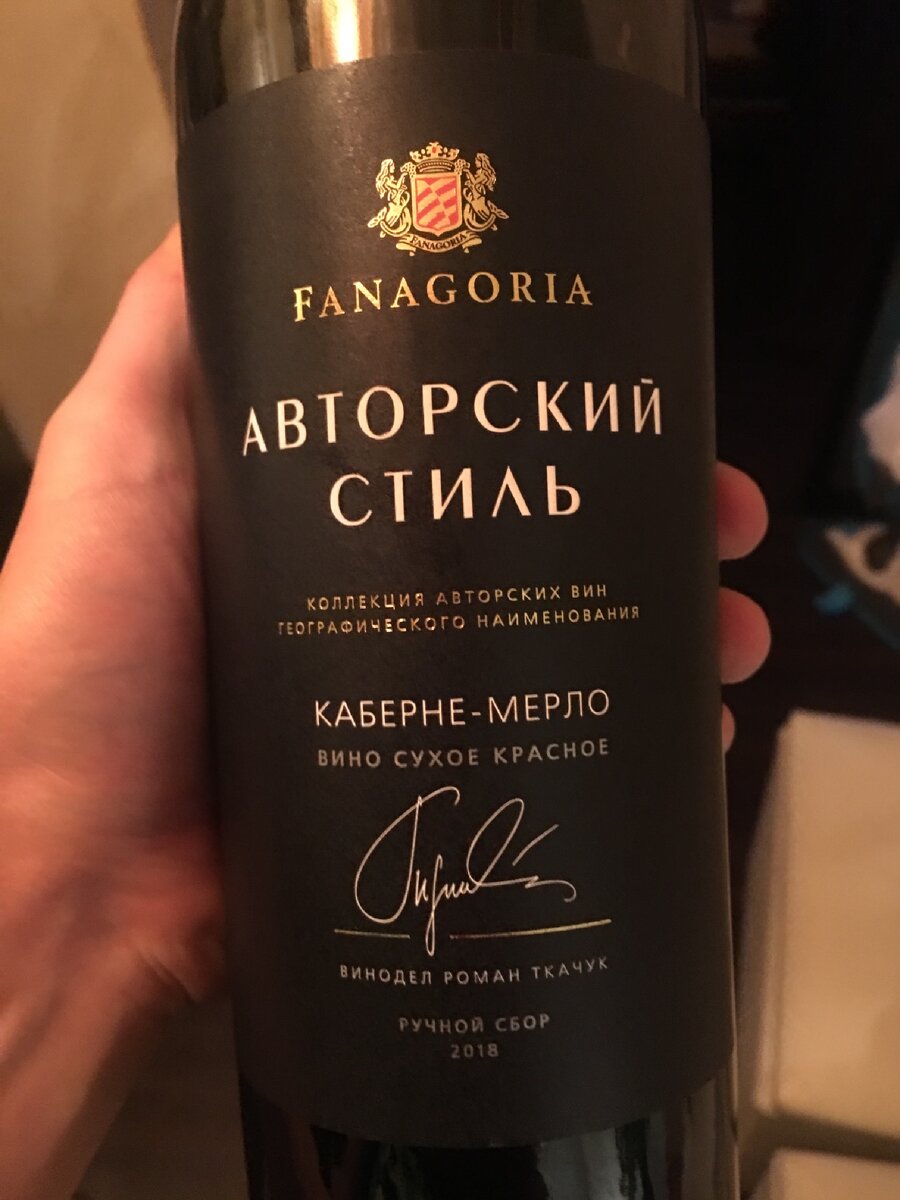 FANAGORIA
FANAGORIA
АВТОРСКИЙ
СТИЛЬ
КОЛЛЕКЦИЯ АВТОРСКИХ ВИН
ГЕОГРАФИЧЕСКОГО НАИМЕНОВАНИЯ
КАБЕРНЕ-МЕРЛО
ВИНО СУХОЕ КРАСНОЕ
ВИНОДЕЛ РОМАН ТКАЧУК
РУЧНОЙ СБОР
2018